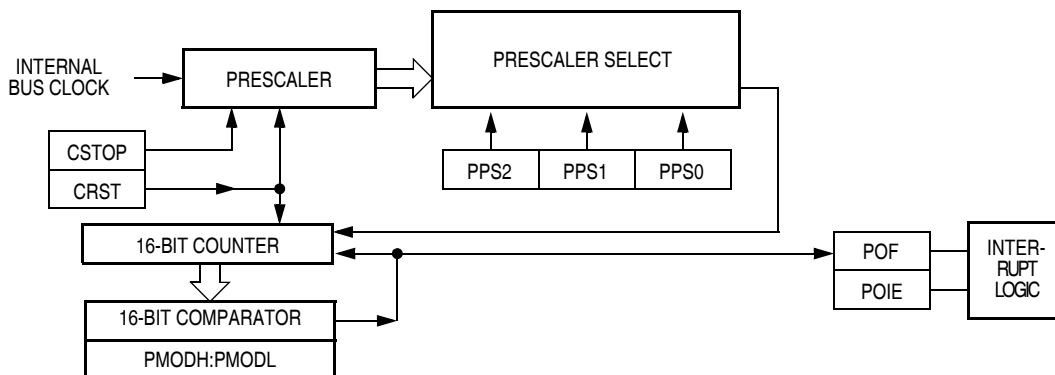 INTERNAL
BUS CLOCK
PRESCALER
PRESCALER SELECT
CSTOP
CRST
PPS2
PPS1
PPS0
16-BIT COUNTER
16-BIT COMPARATOR
PMODH:PMODL
POF
POIE
INTER-
RUPT
LOGIC